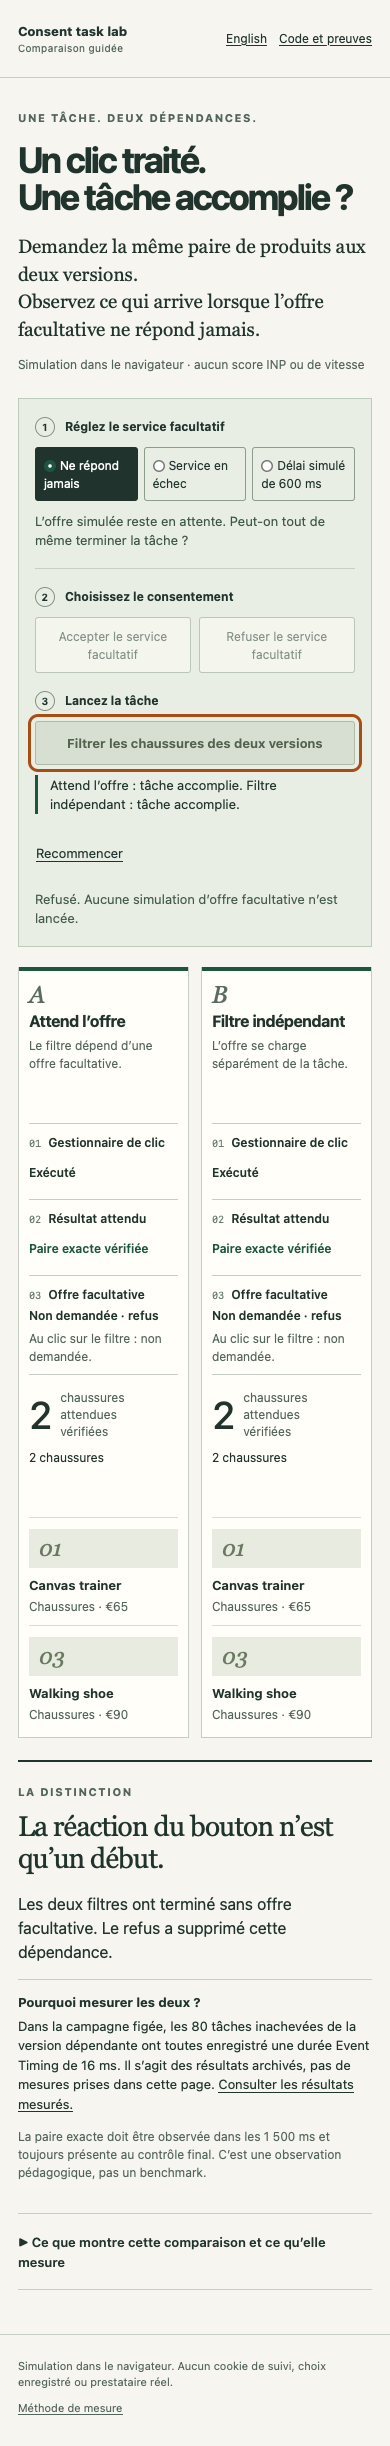 Consent task lab
Comparaison guidée
English Code et preuves
UNE TÂCHE. DEUX DÉPENDANCES.
Un clic traité.
Une tâche accomplie ?
Demandez la même paire de produits aux
deux versions.
Observez ce qui arrive lorsque l’offre
facultative ne répond jamais.
Simulation dans le navigateur · aucun score INP ou de vitesse
1 Réglez le service facultatif
Ne répond
jamais
Service en
échec
Délai simulé
de 600 ms
L’offre simulée reste en attente. Peut-on tout de
même terminer la tâche ?
2 Choisissez le consentement
Accepter le service
facultatif
Refuser le service
facultatif
3 Lancez la tâche
Filtrer les chaussures des deux versions
Attend l’offre : tâche accomplie. Filtre
indépendant : tâche accomplie.
Recommencer
Refusé. Aucune simulation d’offre facultative n’est
lancée.
A
Attend l’offre
Le filtre dépend d’une
offre facultative.
01 Gestionnaire de clic
Exécuté
02 Résultat attendu
Paire exacte vérifiée
03 Offre facultative
Non demandée · refus
Au clic sur le filtre : non
demandée.
2 chaussures
attendues
vérifiées
2 chaussures
01
Canvas trainer
Chaussures · €65
03
Walking shoe
Chaussures · €90
B
Filtre indépendant
L’offre se charge
séparément de la tâche.
01 Gestionnaire de clic
Exécuté
02 Résultat attendu
Paire exacte vérifiée
03 Offre facultative
Non demandée · refus
Au clic sur le filtre : non
demandée.
2 chaussures
attendues
vérifiées
2 chaussures
01
Canvas trainer
Chaussures · €65
03
Walking shoe
Chaussures · €90
LA DISTINCTION
La réaction du bouton n’est
qu’un début.
Les deux filtres ont terminé sans offre
facultative. Le refus a supprimé cette
dépendance.
Pourquoi mesurer les deux ?
Dans la campagne figée, les 80 tâches inachevées de la
version dépendante ont toutes enregistré une durée Event
Timing de 16 ms. Il s’agit des résultats archivés, pas de
mesures prises dans cette page. Consulter les résultats
mesurés.
La paire exacte doit être observée dans les 1 500 ms et
toujours présente au contrôle final. C’est une observation
pédagogique, pas un benchmark.
Ce que montre cette comparaison et ce qu’elle
mesure
Simulation dans le navigateur. Aucun cookie de suivi, choix
enregistré ou prestataire réel.
Méthode de mesure